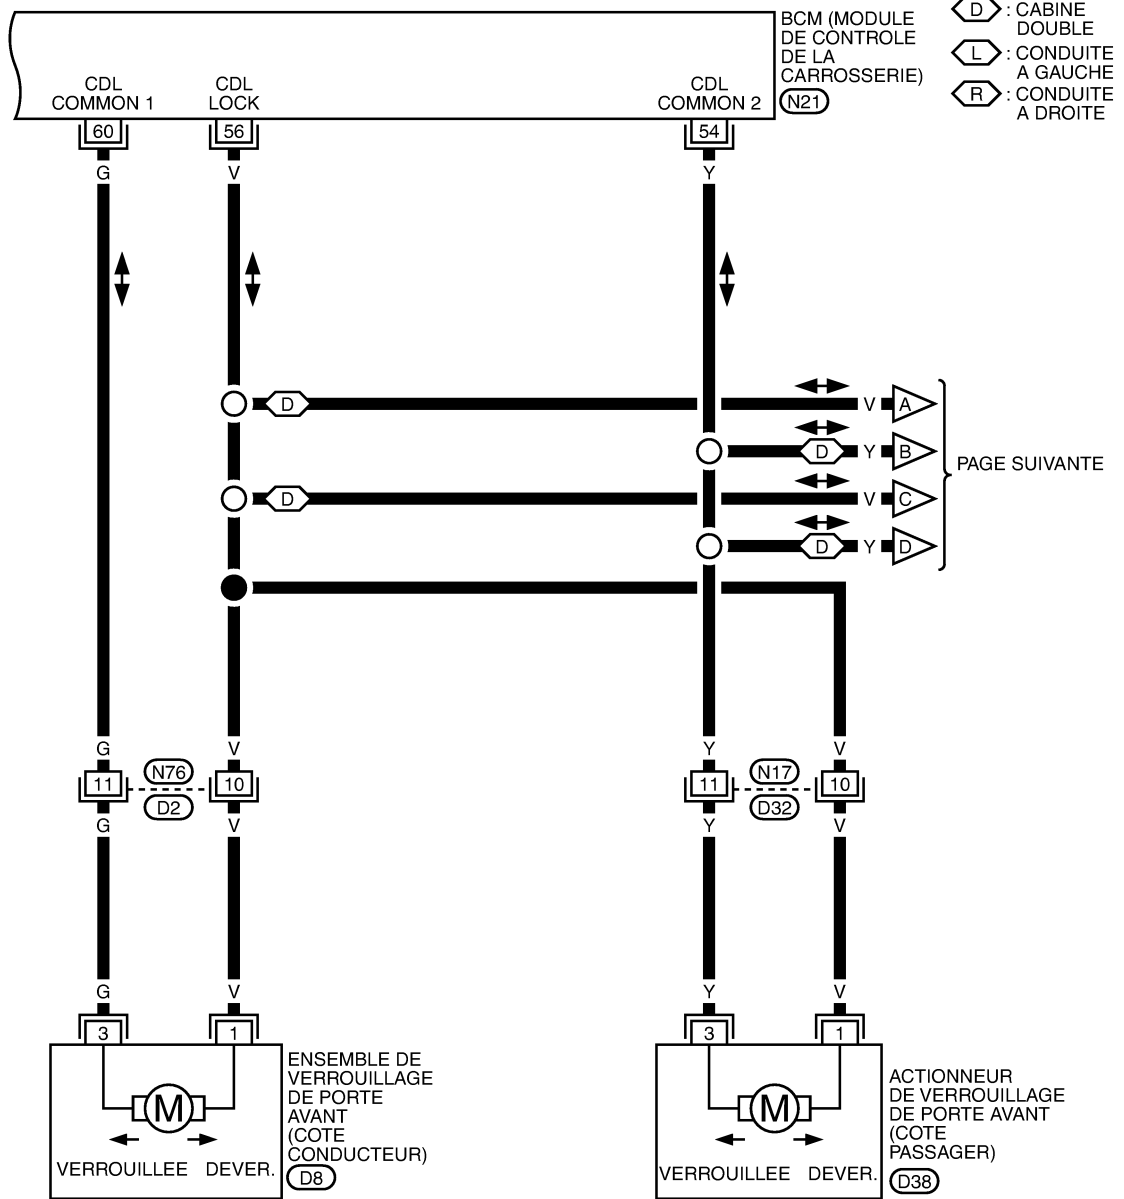 BCM (MODULE
DE CONTROLE
DE LA
CARROSSERIE)
N21
D : CABINE
DOUBLE
L : CONDUITE
A GAUCHE
R : CONDUITE
A DROITE
CDL
COMMON 1
CDL
LOCK
CDL
COMMON 2
60
56
54
G
V
Y
D
V
A
D
Y
B
PAGE SUIVANTE
D
V
C
D
Y
D
G
V
Y
V
11
N76
10
11
N17
10
D2
D32
G
V
Y
V
G
V
Y
V
3
1
3
1
M
M
VERROUILLEE
DEVER.
VERROUILLEE
DEVER.
ENSEMBLE DE
VERROUILLAGE
DE PORTE
AVANT
(COTE
CONDUCTEUR)
D8
ACTIONNEUR
DE VERROUILLAGE
DE PORTE AVANT
(COTE
PASSAGER)
D38